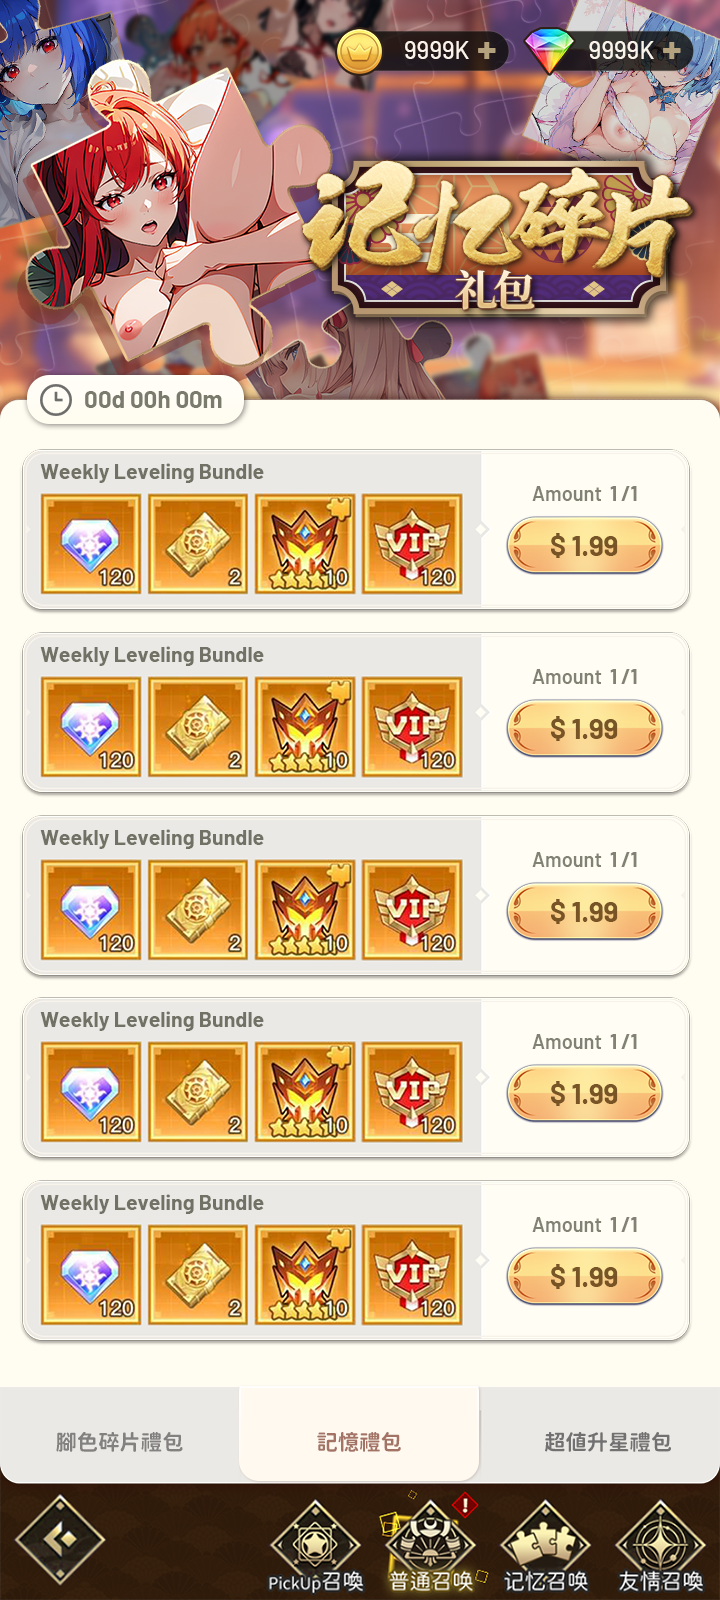 9999K
9999K
记忆碎片
礼包
00d 00h 00m
Weekly Leveling Bundle
Amount 1/1
120
2
10
VIP
120
$ 1.99
Weekly Leveling Bundle
Amount 1/1
120
2
10
VIP
120
$ 1.99
Weekly Leveling Bundle
Amount 1/1
120
2
10
VIP
120
$ 1.99
Weekly Leveling Bundle
Amount 1/1
120
2
10
VIP
120
$ 1.99
Weekly Leveling Bundle
Amount 1/1
120
2
10
VIP
120
$ 1.99
腳色碎片禮包
記憶禮包
超値升星禮包
!
PickUp召喚
普通召喚
记忆召喚
友情召喚